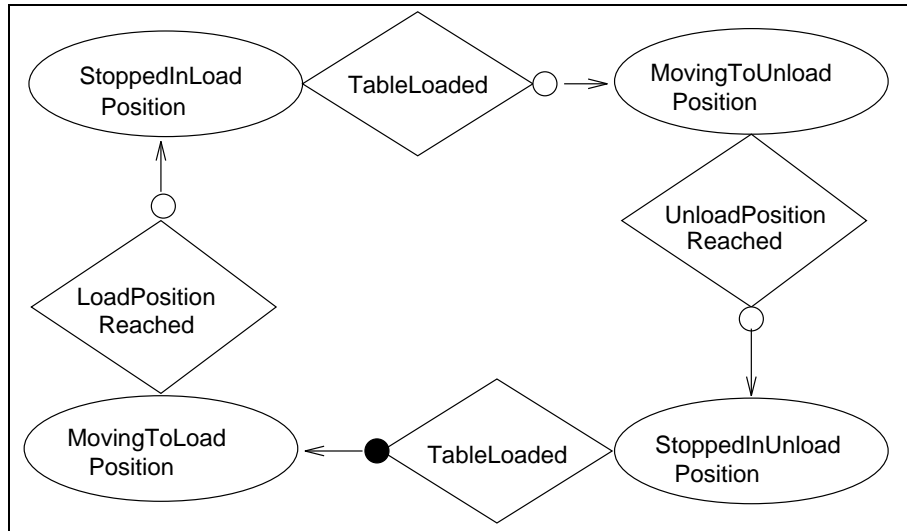 StoppedInLoad
Position
TableLoaded
MovingToUnload
Position
UnloadPosition
Reached
LoadPosition
Reached
MovingToLoad
Position
TableLoaded
StoppedInUnload
Position